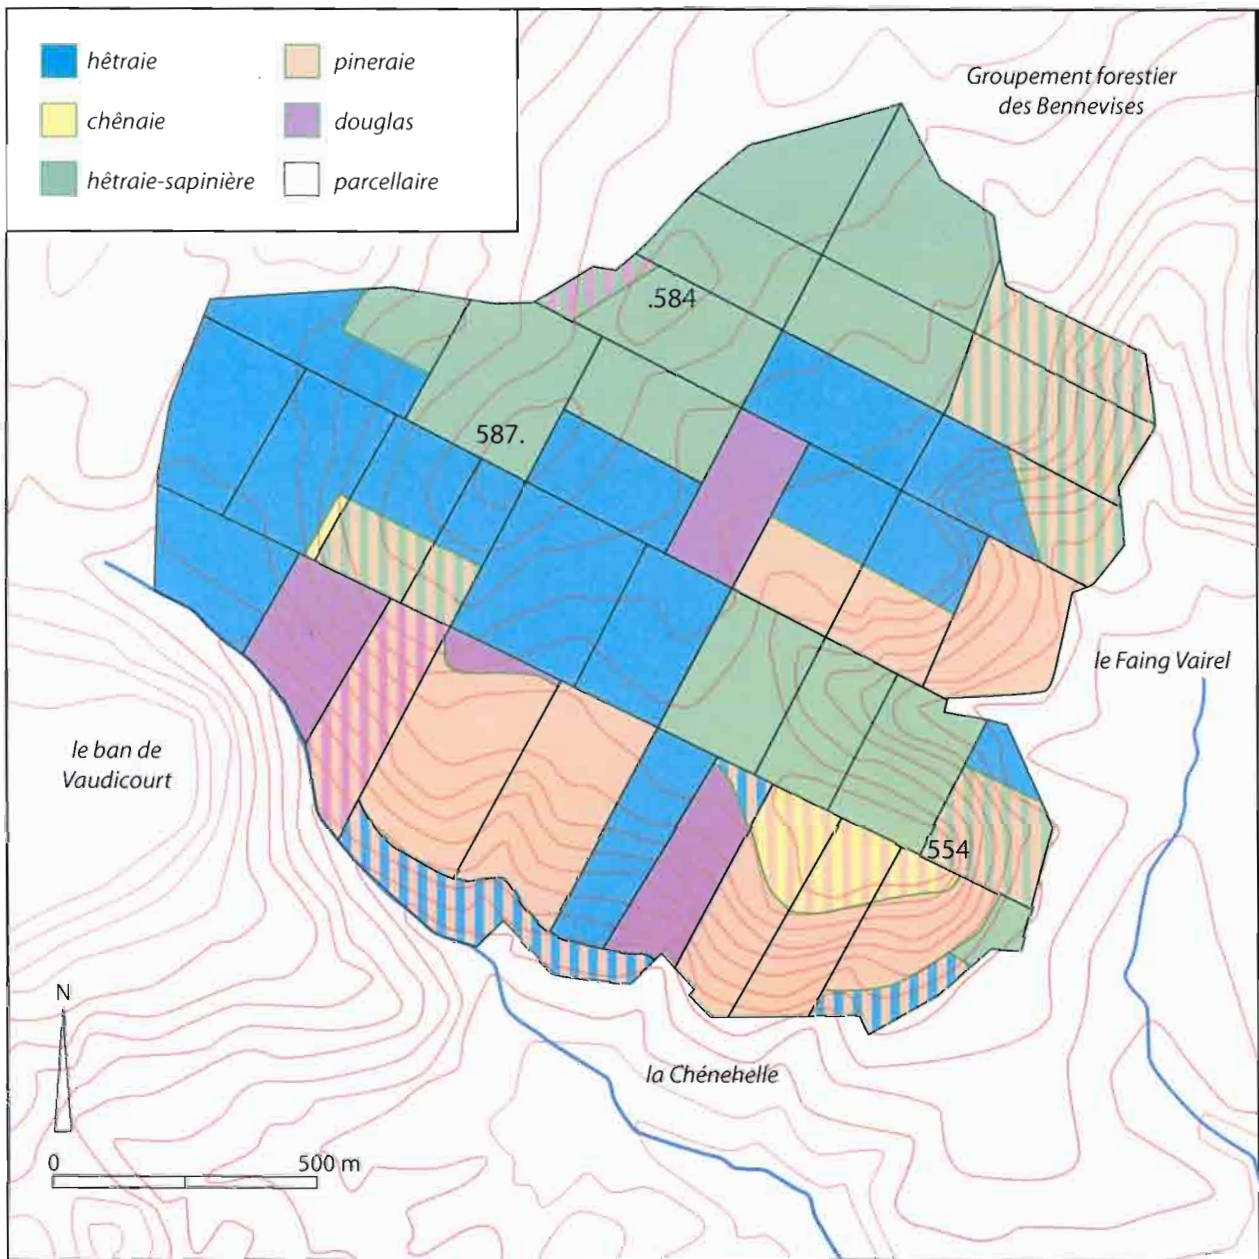 hêtraie
pineraie
chênaie
douglas
hêtraie-sapinière
parcellaire
Groupement forestier
des Bennevises
.584
587.
le Faing Vairel
le ban de
Vaudicourt
554
N
la Chénehelle
0 500 m